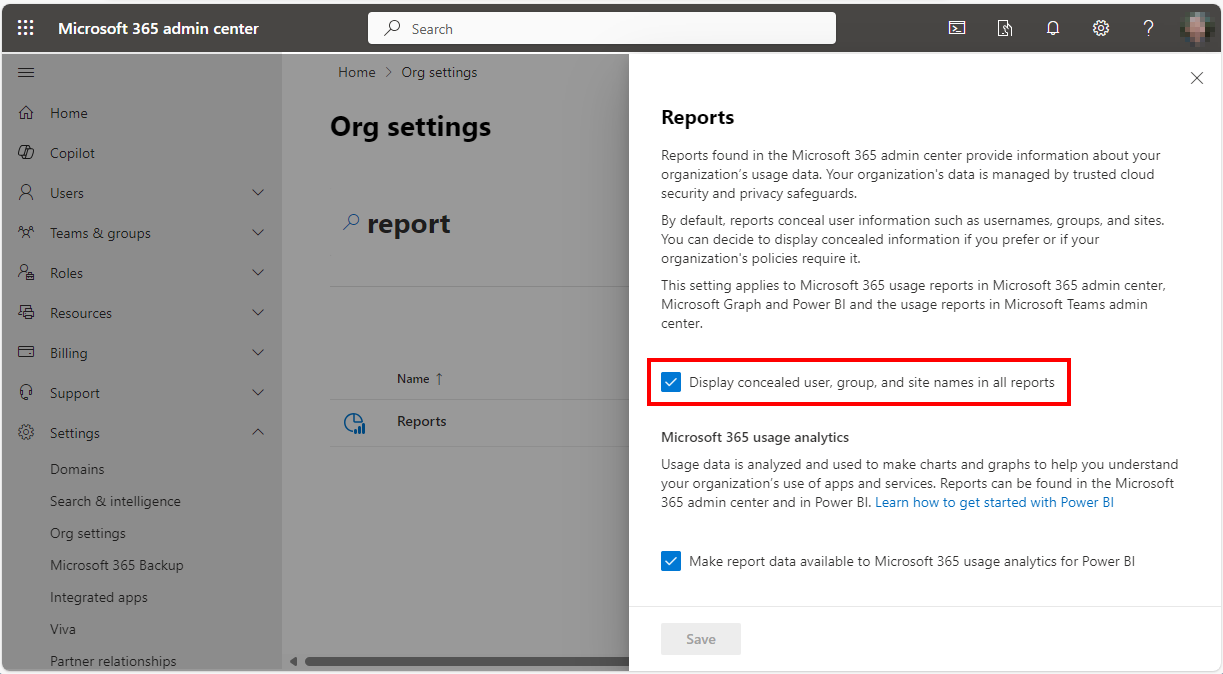 Microsoft 365 admin center
Search
?
Home
Copilot
Users
Teams & groups
Roles
Resources
Billing
Support
Settings
Domains
Search & intelligence
Org settings
Microsoft 365 Backup
Integrated apps
Viva
Partner relationships
Home > Org settings
Org settings
report
Name ↑
Reports
Reports
Reports found in the Microsoft 365 admin center provide information about your
organization's usage data. Your organization's data is managed by trusted cloud
security and privacy safeguards.
By default, reports conceal user information such as usernames, groups, and sites.
You can decide to display concealed information if you prefer or if your
organization's policies require it.
This setting applies to Microsoft 365 usage reports in Microsoft 365 admin center,
Microsoft Graph and Power BI and the usage reports in Microsoft Teams admin
center.
Display concealed user, group, and site names in all reports
Microsoft 365 usage analytics
Usage data is analyzed and used to make charts and graphs to help you understand
your organization's use of apps and services. Reports can be found in the Microsoft
365 admin center and in Power BI. Learn how to get started with Power BI
Make report data available to Microsoft 365 usage analytics for Power BI
Save